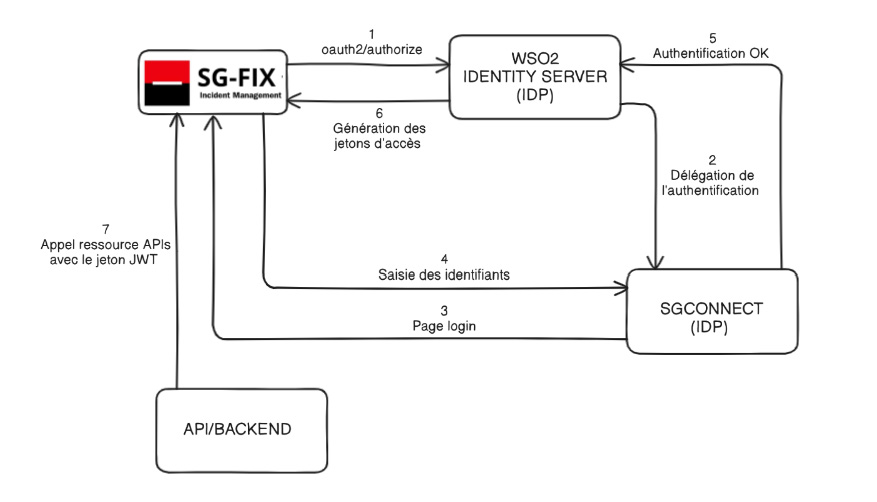 1
oauth2/authorize
SG-FIX
Incident Management
WSO2
IDENTITY SERVER
(IDP)
5
Authentification OK
6
Génération des
jetons d'accès
2
Délégation de
l'authentification
7
Appel ressource APIs
avec le jeton JWT
4
Saisie des identifiants
3
Page login
SGCONNECT
(IDP)
API/BACKEND